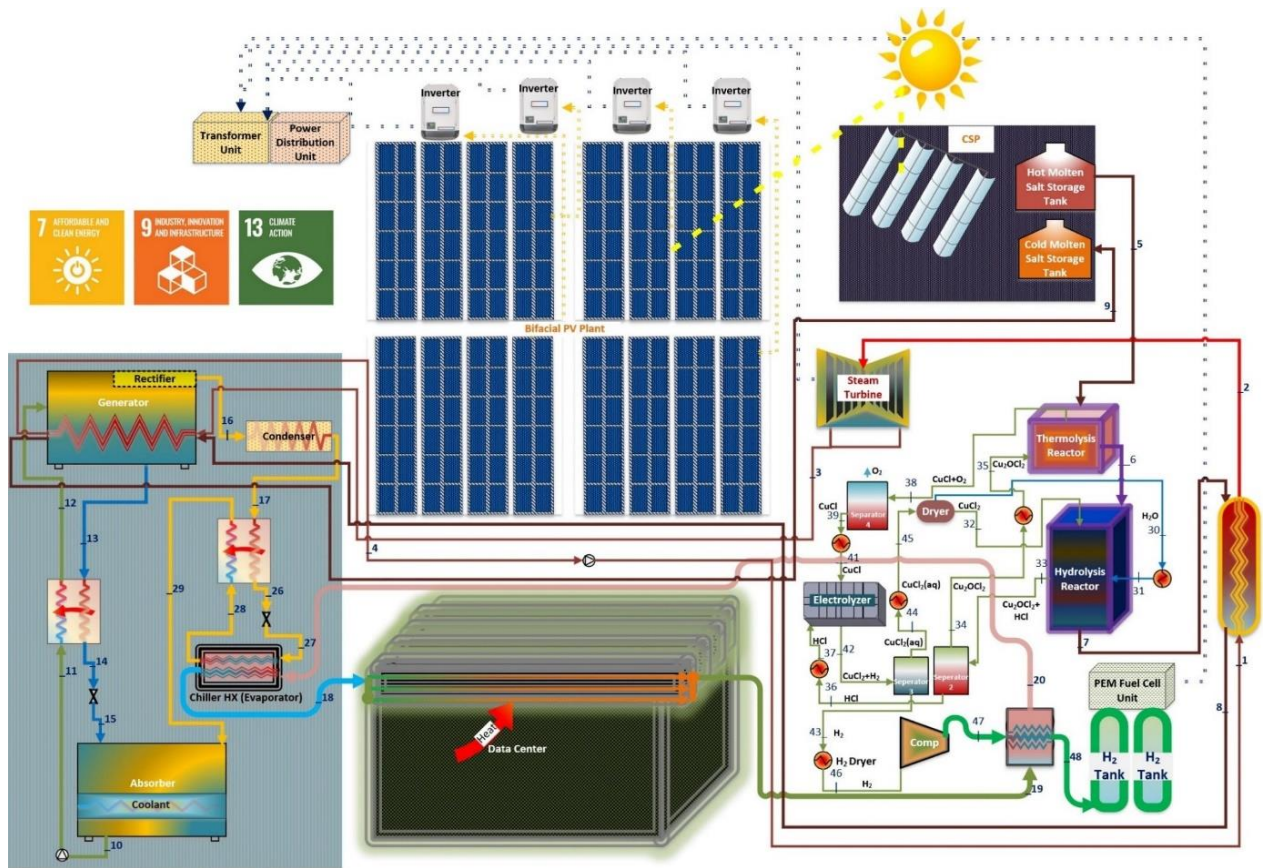 Inverter
Inverter
Inverter
Inverter
Transformer
Unit
Power
Distribution
Unit
CSP
Hot Molten
Salt Storage
Tank
Cold Molten
Salt Storage
Tank
5
9
7 AFFORDABLE AND
CLEAN ENERGY
9 INDUSTRY, INNOVATION
AND INFRASTRUCTURE
13 CLIMATE
ACTION
Bifacial PV Plant
Rectifier
Generator
16
Condenser
Steam
Turbine
2
Thermolysis
Reactor
35
Cu₂OCl₂
6
3
4
12
13
17
CuCl+O₂
38
O₂
CuCl
39
Separator
4
Dryer
CuCl₂
32
45
H₂O
30
41
CuCl
Hydrolysis
Reactor
33
31
Cu₂OCl₂+
HCl
29
28
26
27
Electrolyzer
CuCl₂(aq)
44
CuCl₂(aq)
Cu₂OCl₂
34
HCl
37
42
CuCl₂+H₂
36
HCl
Seperator
3
Seperator
2
7
1
8
11
14
15
Chiller HX (Evaporator)
18
Heat
Data Center
20
PEM Fuel Cell
Unit
43
H₂
H₂ Dryer
46
H₂
Comp
47
48
19
H₂
Tank
H₂
Tank
Absorber
Coolant
10